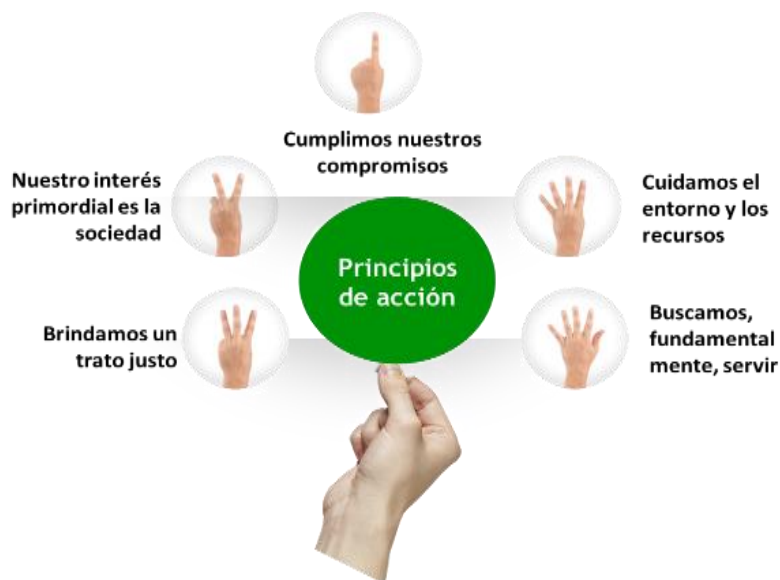 Cumplimos nuestros
compromisos
Nuestro interés
primordial es la
sociedad
Cuidamos el
entorno y los
recursos
Principios
de acción
Brindamos un
trato justo
Buscamos,
fundamental
mente, servir